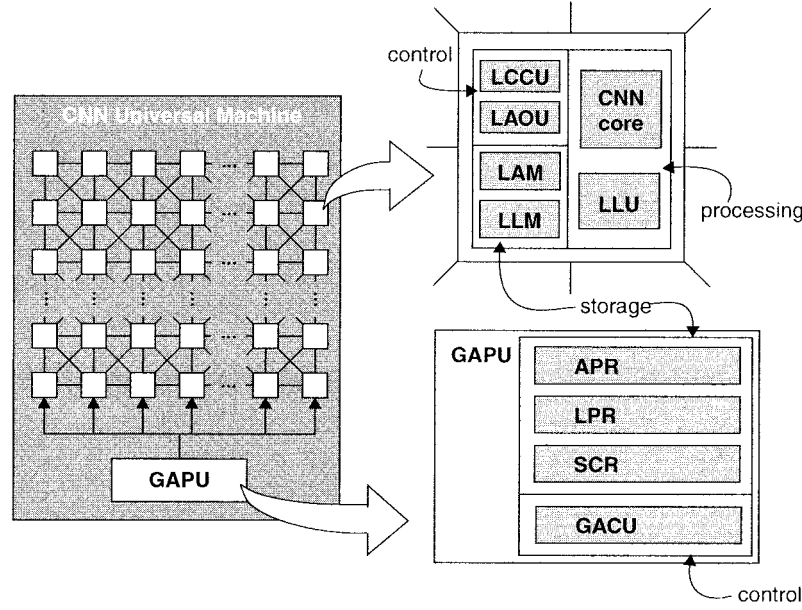 CNN Universal Machine
...
...
...
...
...
GAPU
control
LCCU
LAOU
LAM
LLM
CNN
core
LLU
processing
storage
GAPU
APR
LPR
SCR
GACU
control